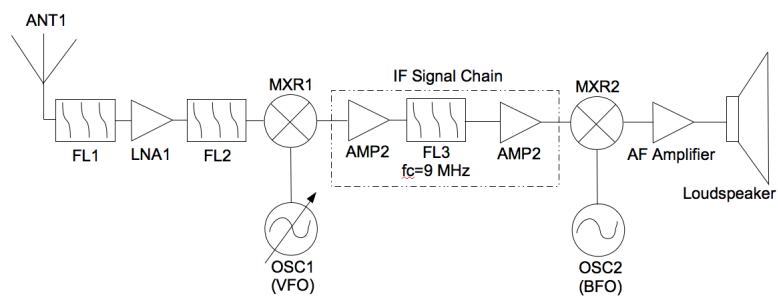 ANT1
IF Signal Chain
MXR1
MXR2
FL1
LNA1
FL2
AMP2
FL3
fc=9 MHz
AMP2
AF Amplifier
Loudspeaker
OSC1
(VFO)
OSC2
(BFO)